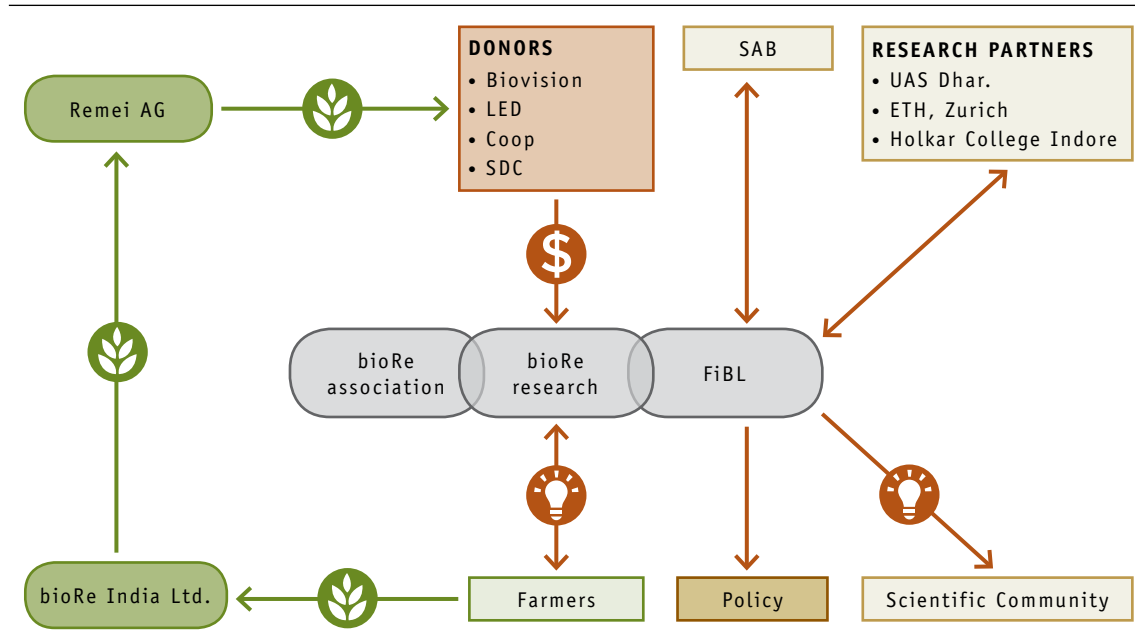 DONORS
• Biovision
• LED
• Coop
• SDC
SAB
RESEARCH PARTNERS
• UAS Dhar.
• ETH, Zurich
• Holkar College Indore
Remei AG
$
bioRe
association
bioRe
research
FiBL
bioRe India Ltd.
Farmers
Policy
Scientific Community